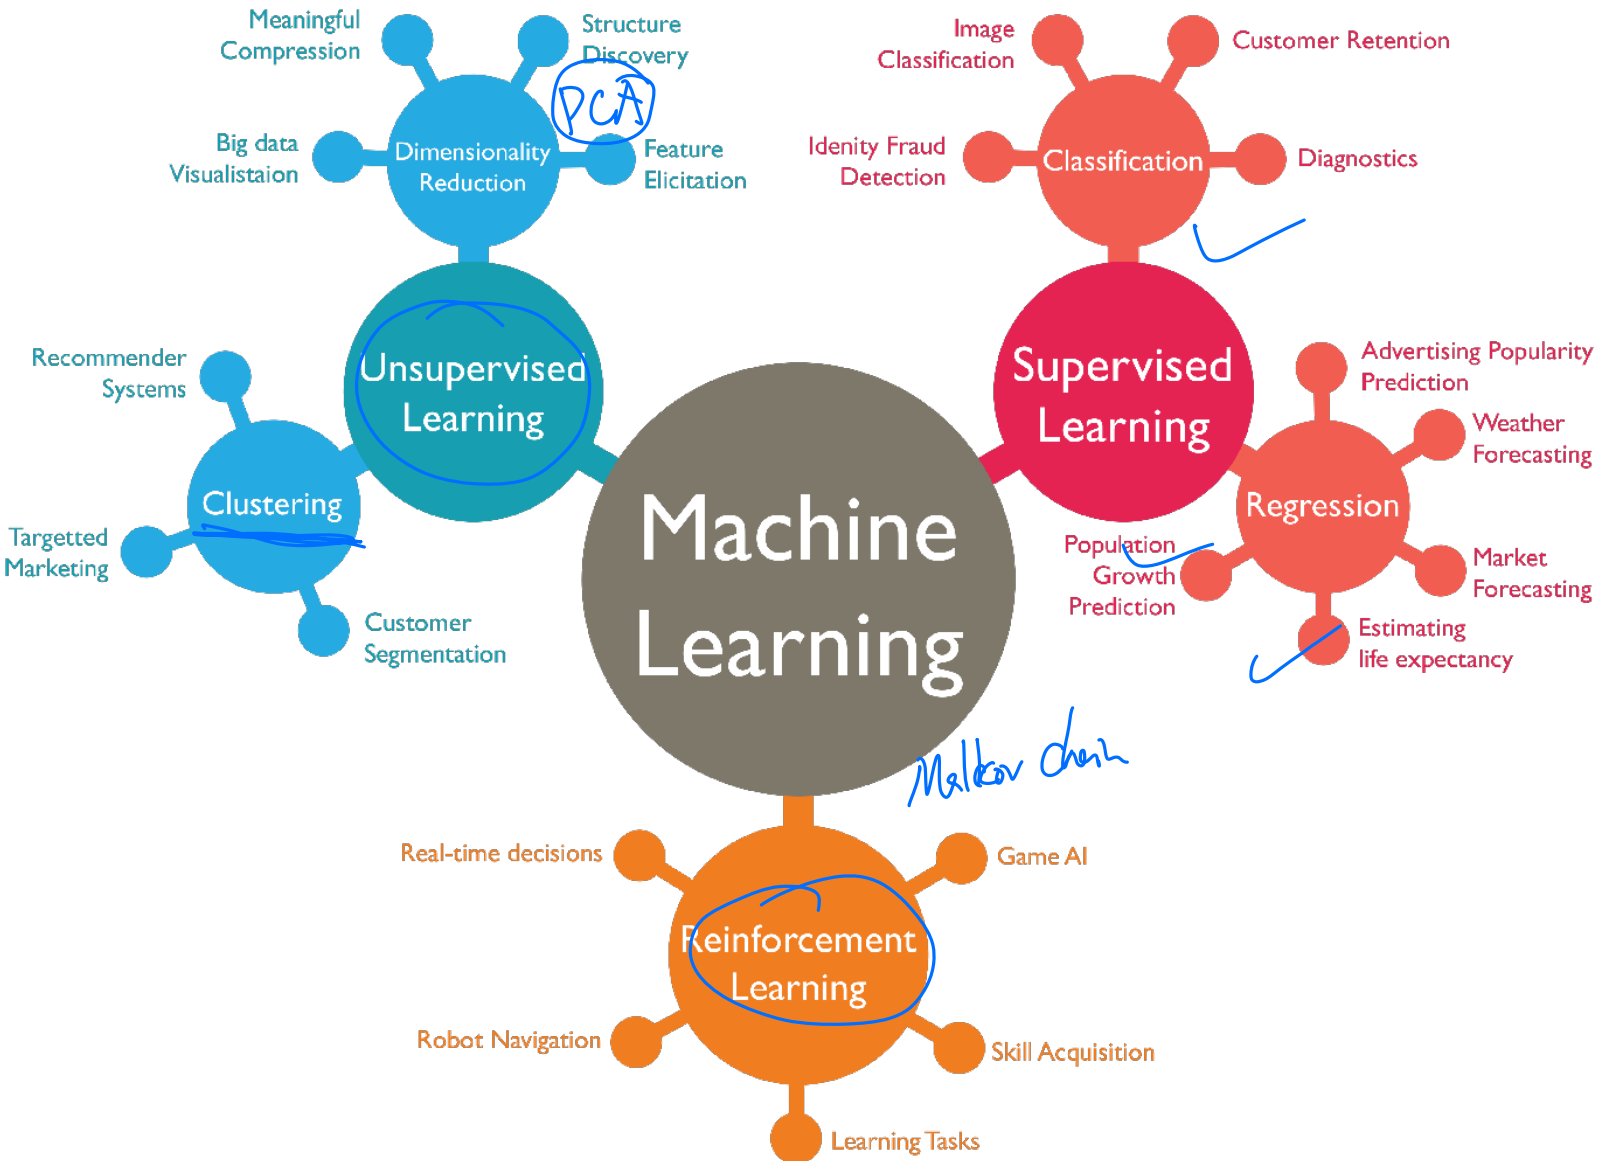 Meaningful
Compression
Structure
Discovery
PCA
Big data
Visualistaion
Dimensionality
Reduction
Feature
Elicitation
Image
Classification
Customer Retention
Idenity Fraud
Detection
Classification
Diagnostics
Unsupervised
Learning
Recommender
Systems
Clustering
Targetted
Marketing
Customer
Segmentation
Supervised
Learning
Advertising Popularity
Prediction
Weather
Forecasting
Regression
Population
Growth
Prediction
Market
Forecasting
Estimating
life expectancy
Machine
Learning
Malkov chain
Real-time decisions
Game AI
Reinforcement
Learning
Robot Navigation
Skill Acquisition
Learning Tasks